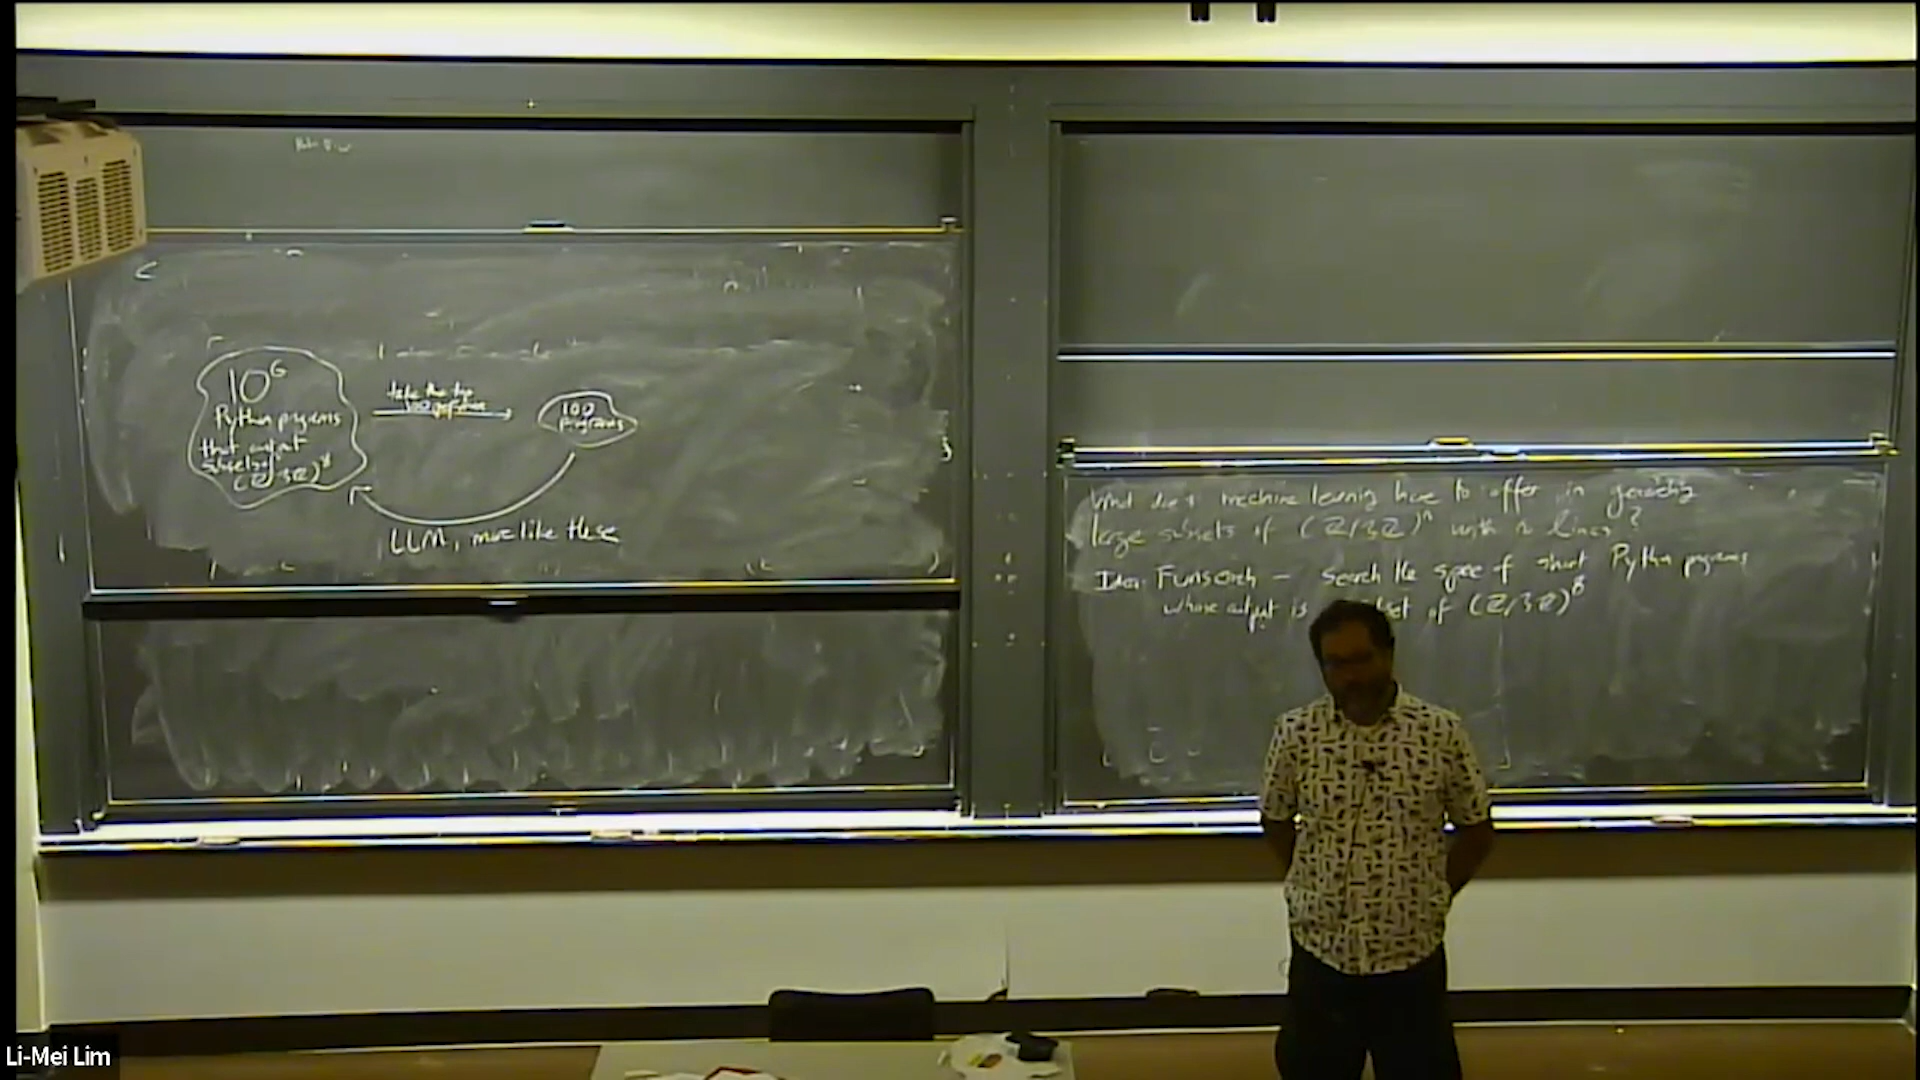 10^6
Python programs
that output
subsets of
(Z/3Z)^8
take the top
100
100
programs
LLM, more like these
What does machine learning have to offer in generating
large subsets of (Z/3Z)^n with no lines?
Idea: Funsearch — Search the space of short Python programs
whose output is subset of (Z/3Z)^8
Li-Mei Lim